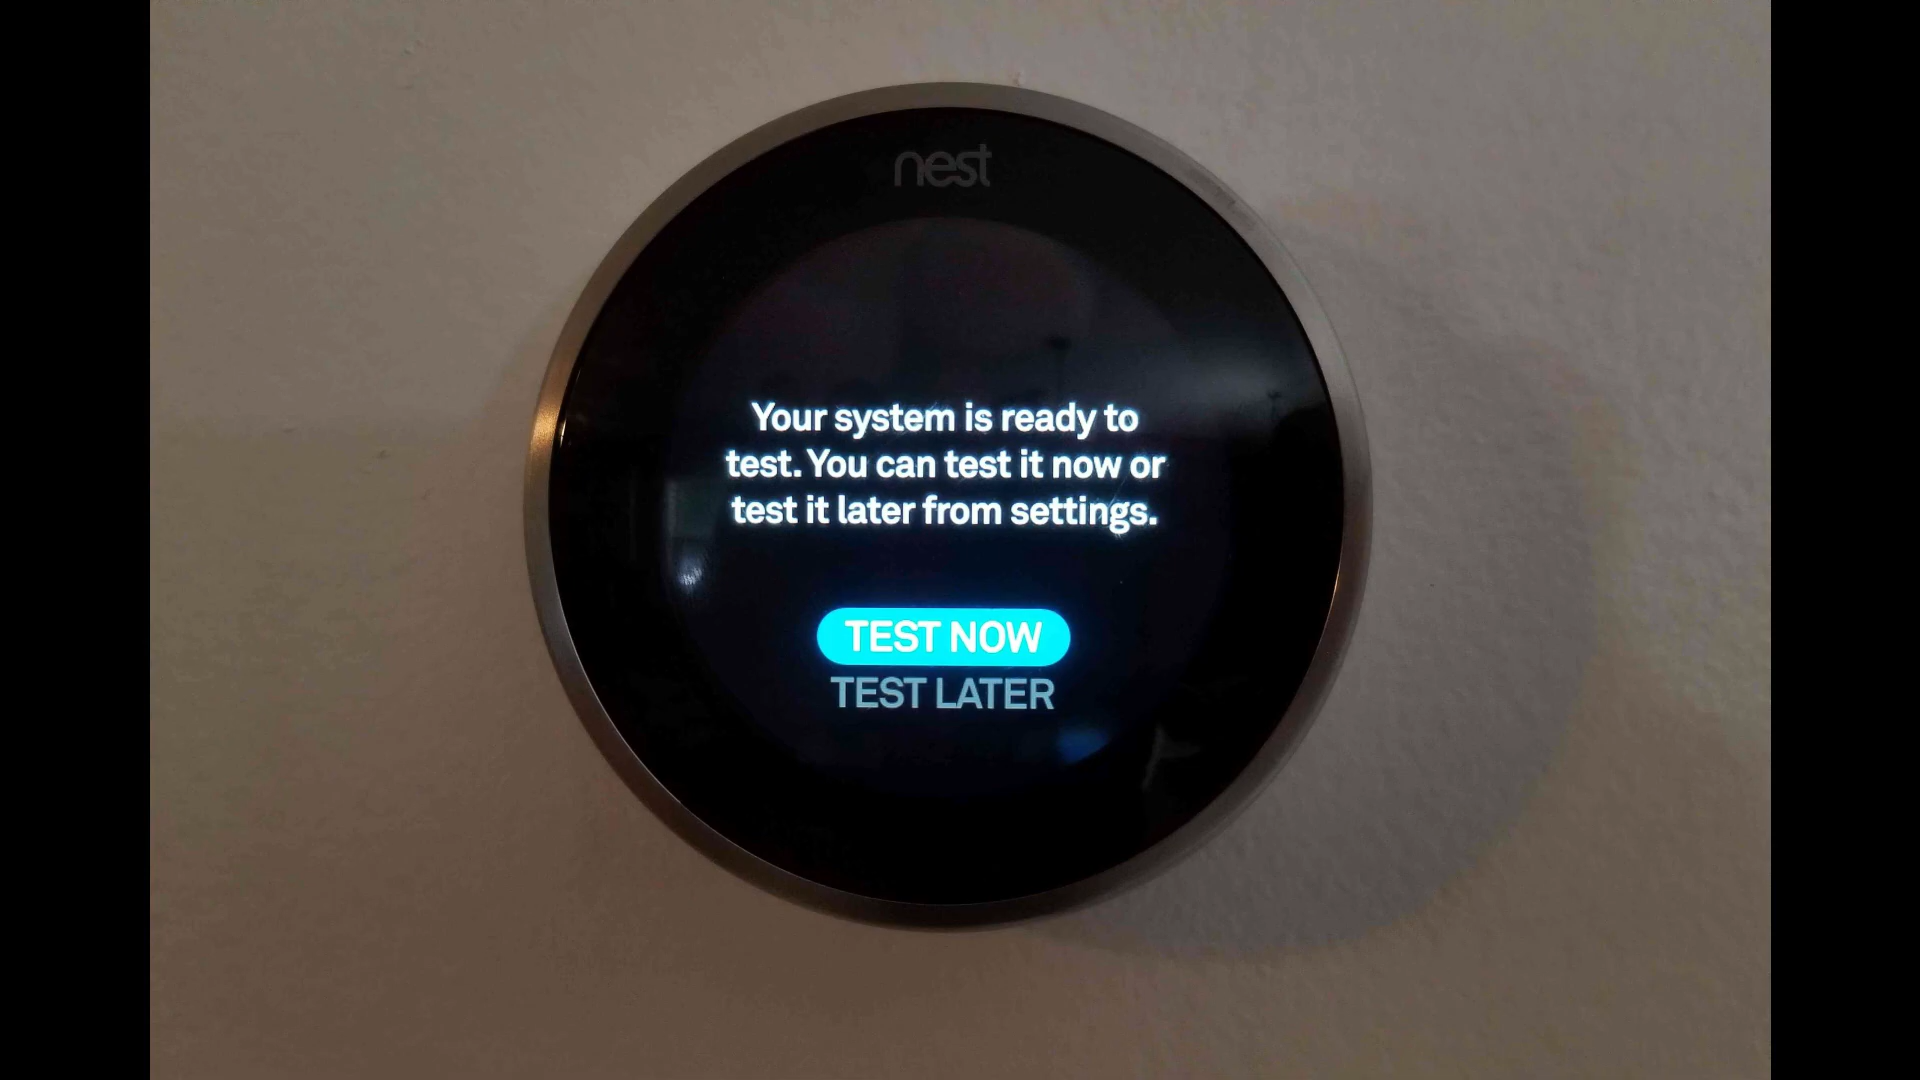 nest
Your system is ready to
test. You can test it now or
test it later from settings.
TEST NOW
TEST LATER